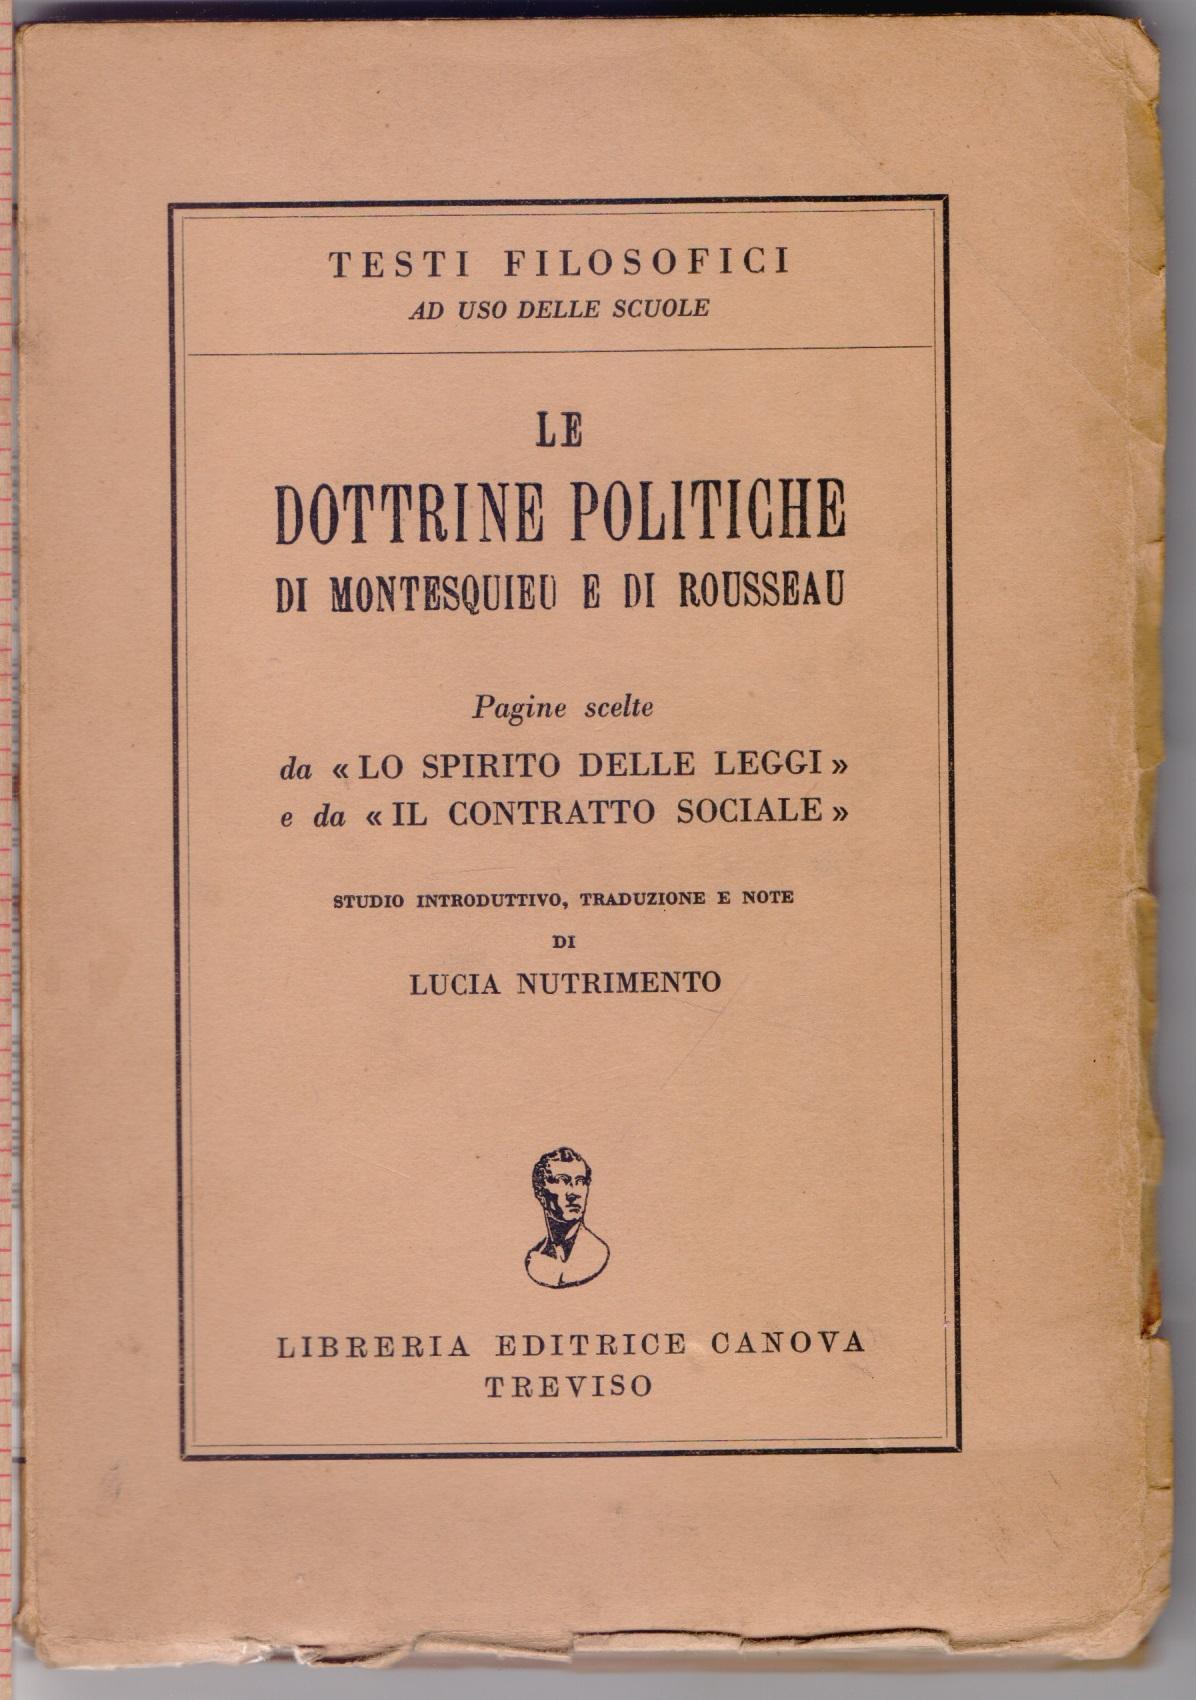 TESTI FILOSOFICI
AD USO DELLE SCUOLE
LE
DOTTRINE POLITICHE
DI MONTESQUIEU E DI ROUSSEAU
Pagine scelte
da « LO SPIRITO DELLE LEGGI »
e da « IL CONTRATTO SOCIALE »
STUDIO INTRODUTTIVO, TRADUZIONE E NOTE
DI
LUCIA NUTRIMENTO
LIBRERIA EDITRICE CANOVA
TREVISO